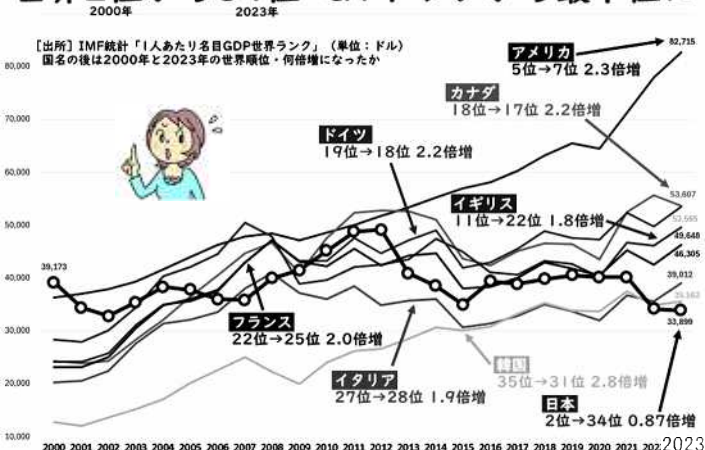 2000年 2023年
[出所] IMF統計「1人あたり名目GDP世界ランク」（単位：ドル）
国名の後は2000年と2023年の世界順位・何倍増になったか
82,715
アメリカ
5位→7位 2.3倍増
80,000
カナダ
18位→17位 2.2倍増
70,000
ドイツ
19位→18位 2.2倍増
60,000
53,607
イギリス
11位→22位 1.8倍増
50,000
49,648
46,305
39,173
40,000
39,012
フランス
22位→25位 2.0倍増
30,000
33,899
韓国
35位→31位 2.8倍増
イタリア
27位→28位 1.9倍増
20,000
日本
2位→34位 0.87倍増
10,000
2000 2001 2002 2003 2004 2005 2006 2007 2008 2009 2010 2011 2012 2013 2014 2015 2016 2017 2018 2019 2020 2021 202 2023